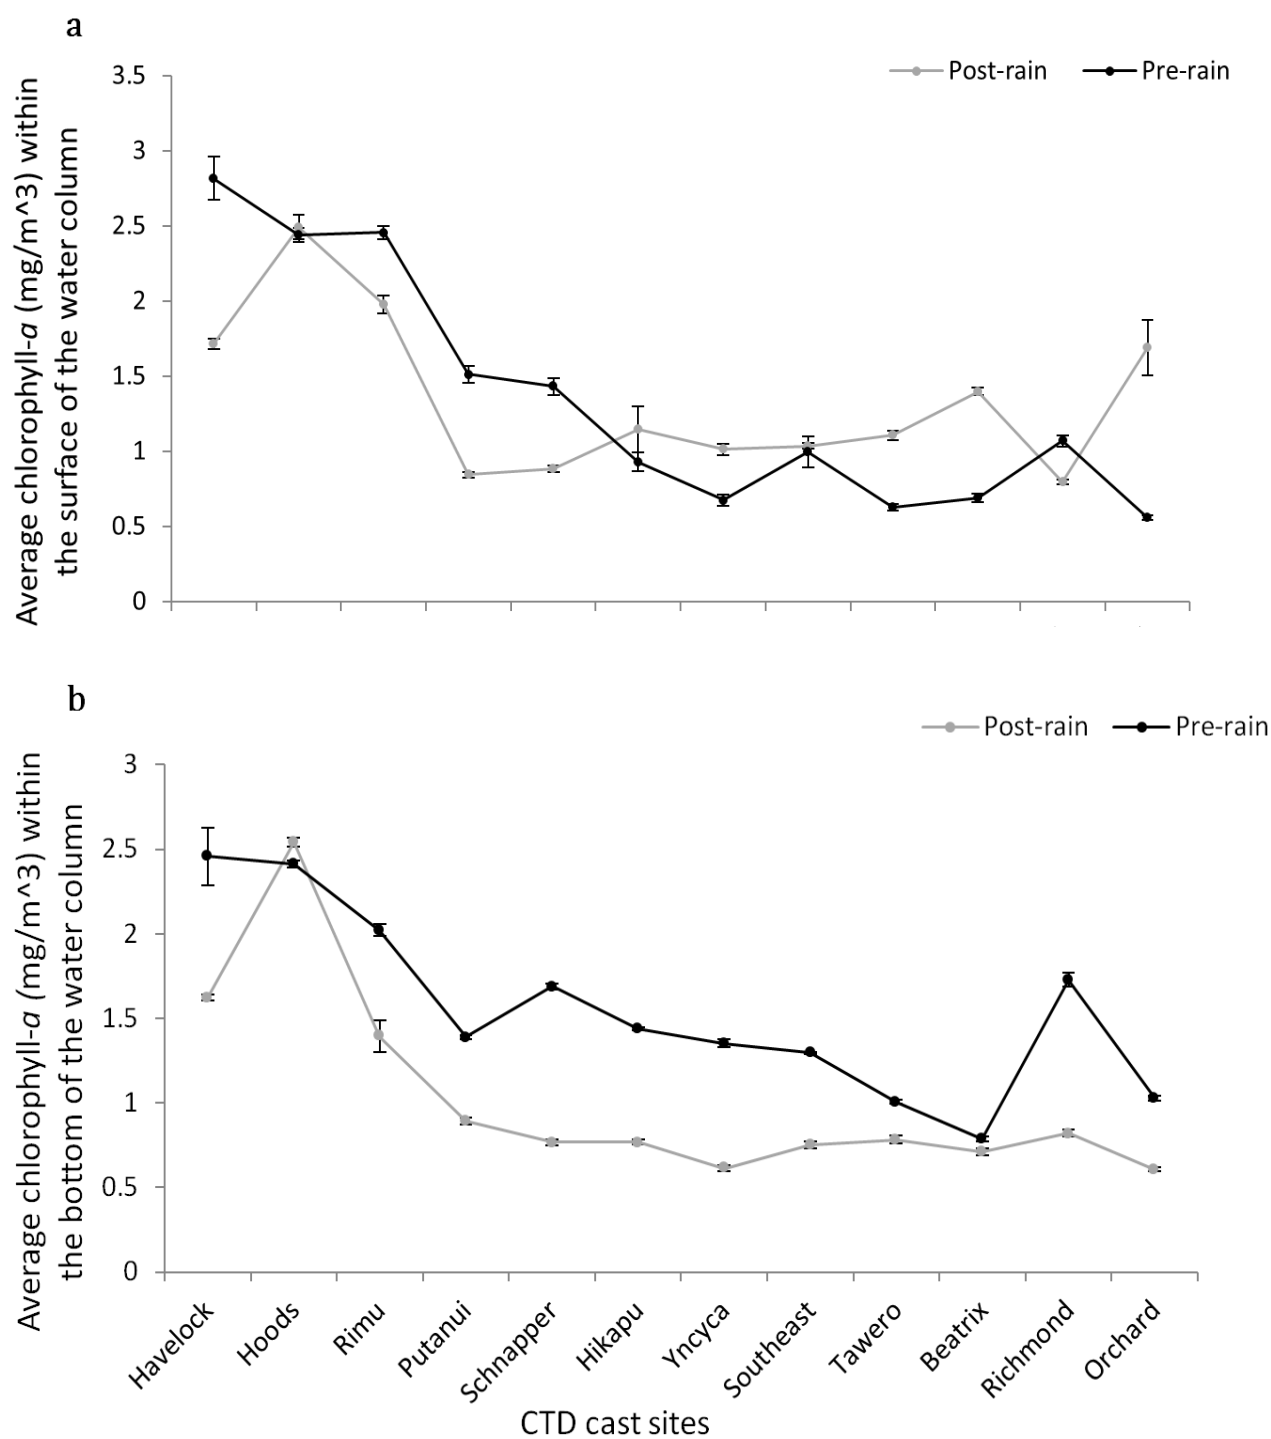 a
Post-rain
Pre-rain
Average chlorophyll-a (mg/m^3) within
the surface of the water column
3.5
3
2.5
2
1.5
1
0.5
0
b
Post-rain
Pre-rain
Average chlorophyll-a (mg/m^3) within
the bottom of the water column
3
2.5
2
1.5
1
0.5
0
Havelock
Hoods
Rimu
Putanui
Schnapper
Hikapu
Yncyca
Southeast
Tawero
Beatrix
Richmond
Orchard
CTD cast sites